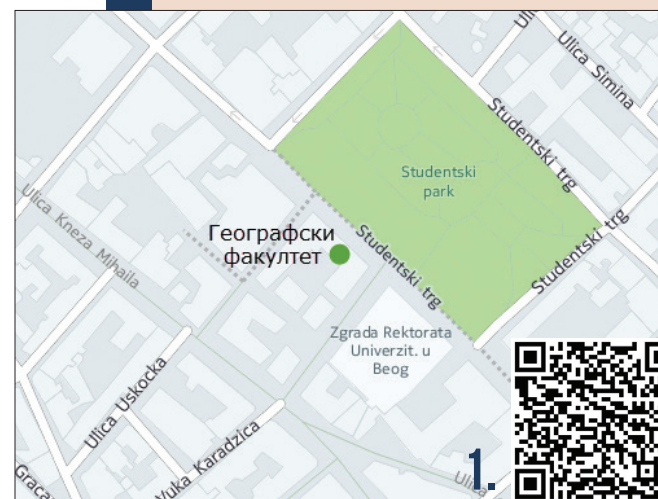 Ulica Simina
Studentski trg
Studentski
park
Ulica Kneza Mihaila
Географски
факултет
Studentski trg
Studentski trg
Zgrada Rektorata
Univerzit. u
Beog
Ulica Uskocka
Vuka Karadzica
Ulica
1.